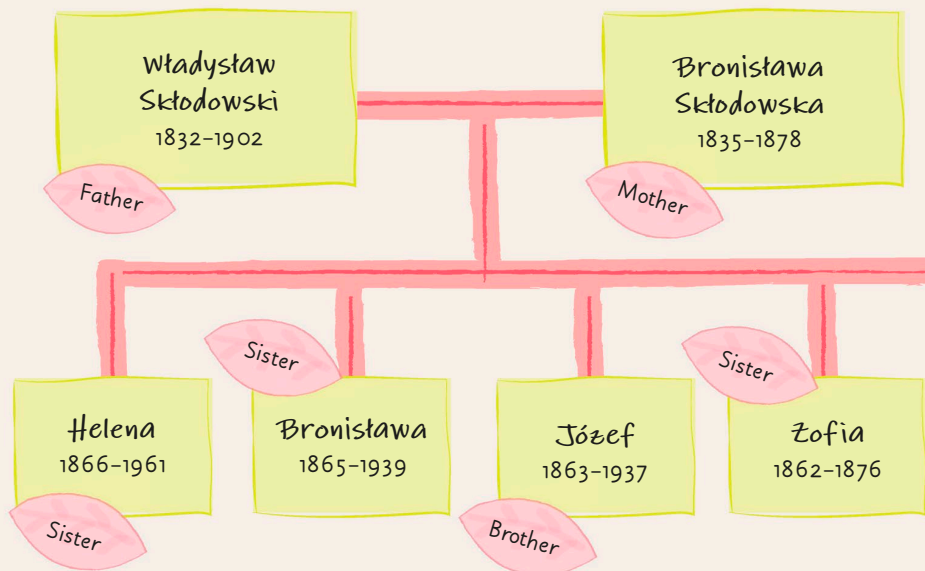 Władysław
Skłodowski
1832–1902
Father
Bronisława
Skłodowska
1835–1878
Mother
Helena
1866–1961
Sister
Sister
Bronisława
1865–1939
Józef
1863–1937
Brother
Sister
Zofia
1862–1876